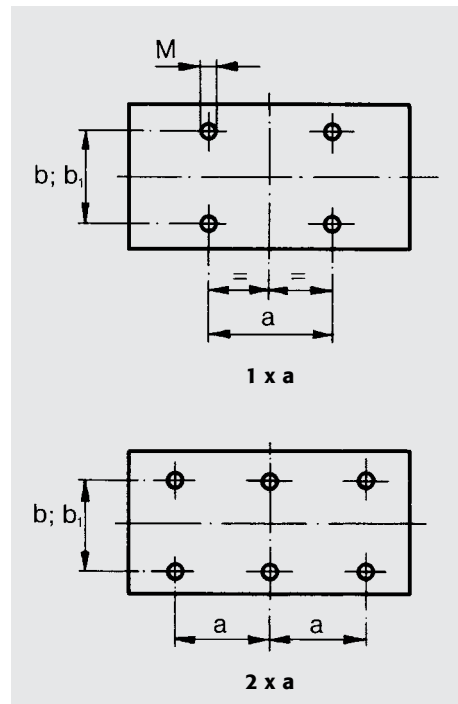 M
b; b₁
= =
a
1 x a
b; b₁
a a
2 x a